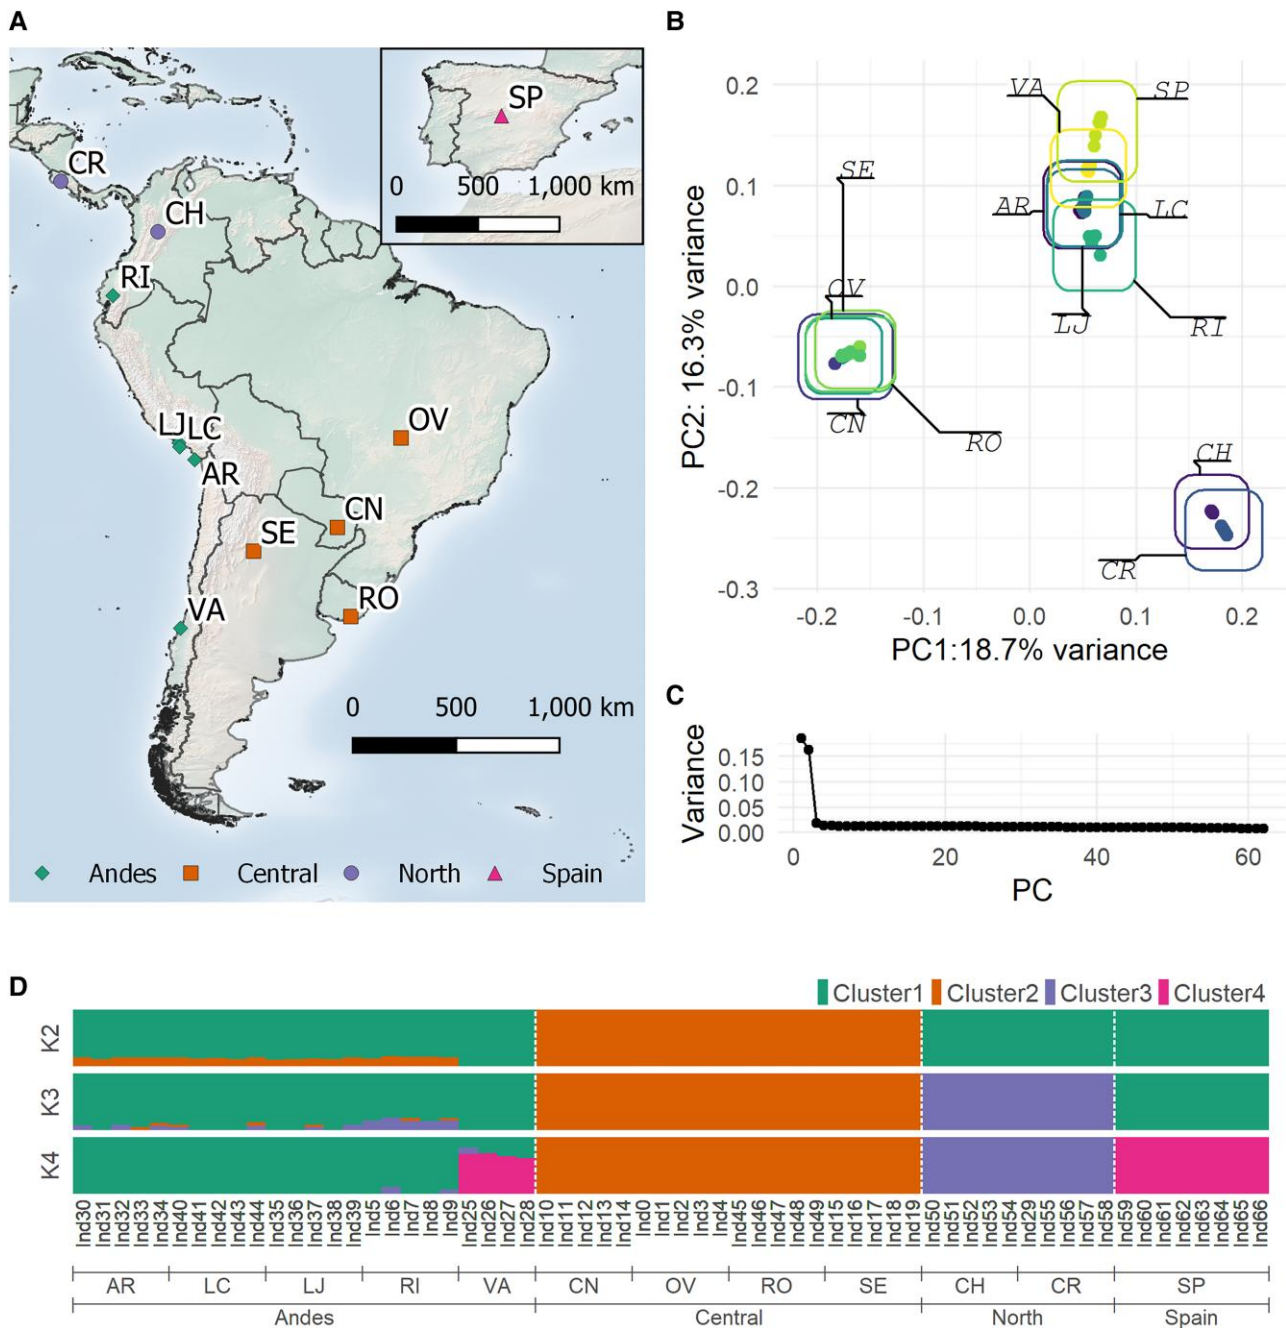 A
SP
0 500 1,000 km
CR
CH
RI
LJ LC
AR
OV
CN
SE
RO
VA
0 500 1,000 km
Andes Central North Spain
B
PC2: 16.3% variance
0.2
0.1
0.0
-0.1
-0.2
-0.3
VA SP
SE
AR LC
OV
LJ RI
CN RO
CH
CR
-0.2 -0.1 0.0 0.1 0.2
PC1:18.7% variance
C
Variance
0.15
0.10
0.05
0.00
0 20 40 60
PC
D
Cluster1 Cluster2 Cluster3 Cluster4
K2
K3
K4
Ind30 Ind31 Ind32 Ind33 Ind34 Ind40 Ind41 Ind42 Ind43 Ind44 Ind35 Ind36 Ind37 Ind38 Ind39 Ind5 Ind6 Ind7 Ind8 Ind9 Ind25 Ind26 Ind27 Ind28 Ind10 Ind11 Ind12 Ind13 Ind14 Ind0 Ind1 Ind2 Ind3 Ind4 Ind45 Ind46 Ind47 Ind48 Ind49 Ind15 Ind16 Ind17 Ind18 Ind19 Ind50 Ind51 Ind52 Ind53 Ind54 Ind29 Ind55 Ind56 Ind57 Ind58 Ind59 Ind60 Ind61 Ind62 Ind63 Ind64 Ind65 Ind66
AR LC LJ RI VA CN OV RO SE CH CR SP
Andes Central North Spain